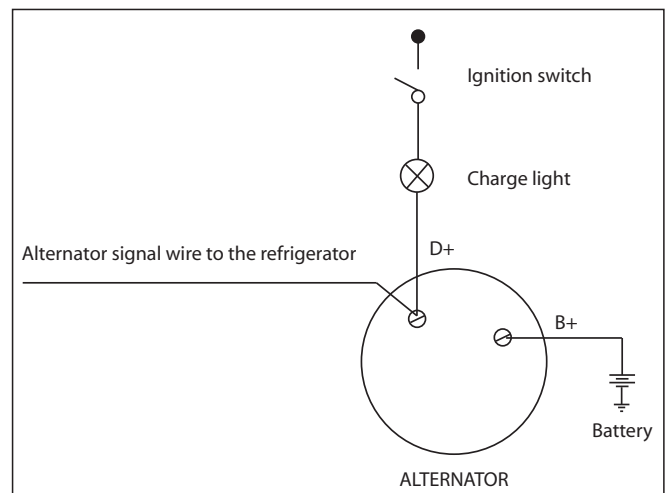 Ignition switch
Charge light
Alternator signal wire to the refrigerator
D+
B+
Battery
ALTERNATOR